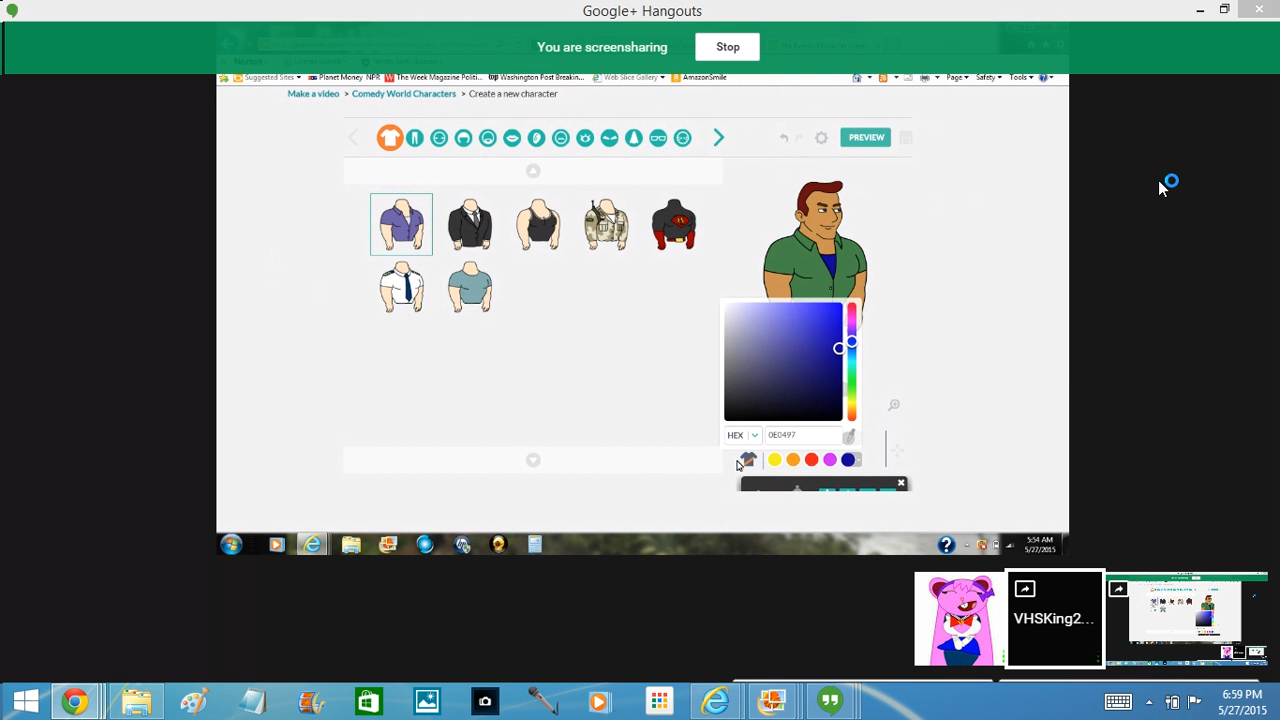 Google+ Hangouts
You are screensharing Stop
Suggested Sites Planet Money NPR The Week Magazine Politi... Washington Post Breakin... Web Slice Gallery AmazonSmile Page Safety Tools
Make a video > Comedy World Characters > Create a new character
PREVIEW
HEX 0E0497
5:54 AM
5/27/2015
VHSKing2...
6:59 PM
5/27/2015